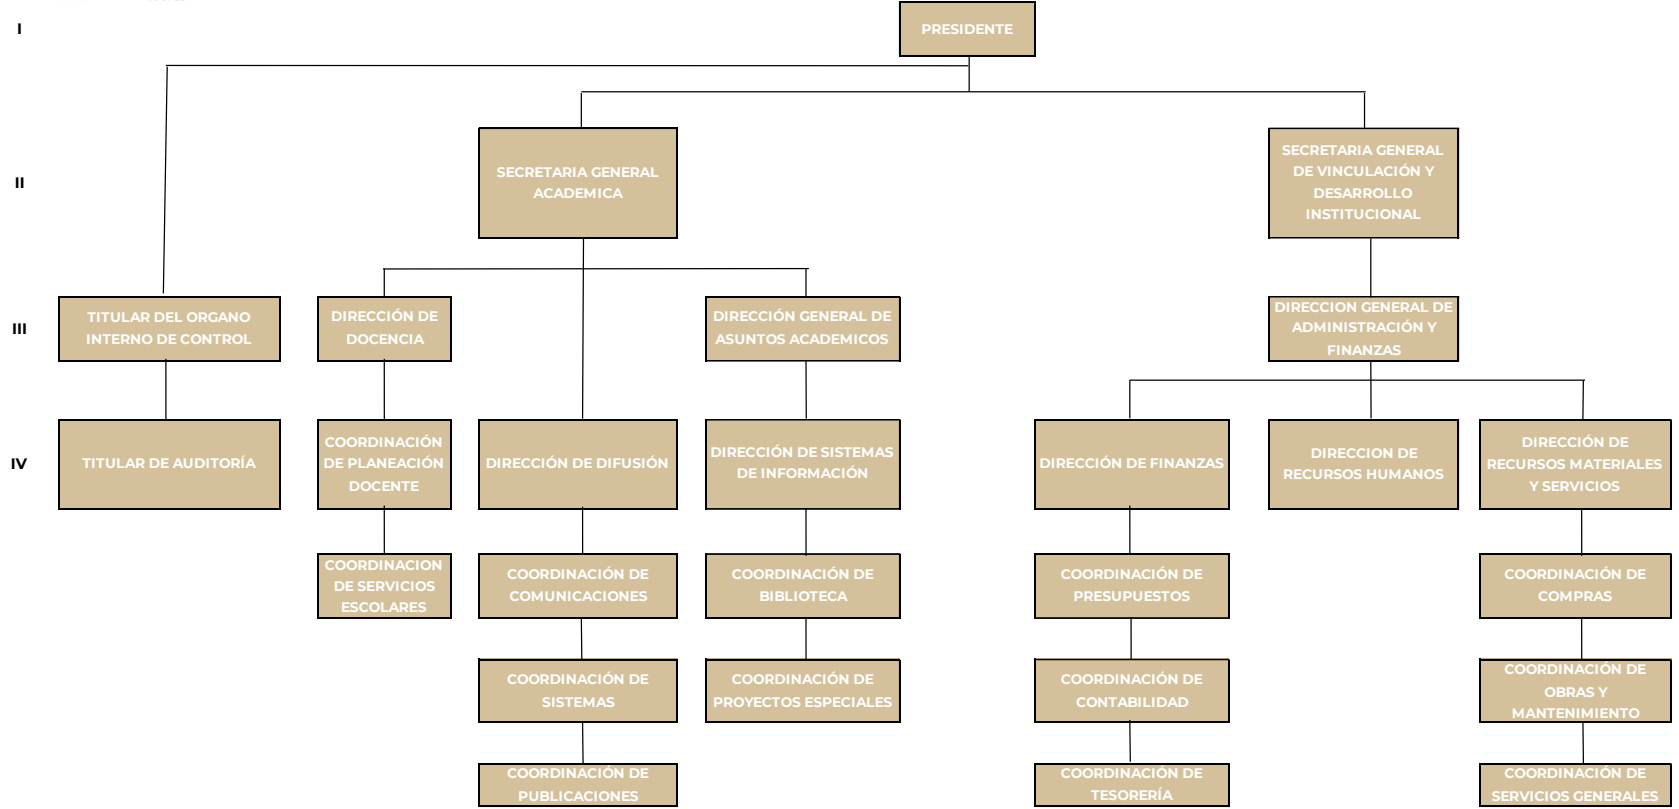 I
PRESIDENTE
II
SECRETARIA GENERAL
ACADEMICA
SECRETARIA GENERAL
DE VINCULACIÓN Y
DESARROLLO
INSTITUCIONAL
III
TITULAR DEL ORGANO
INTERNO DE CONTROL
DIRECCIÓN DE
DOCENCIA
DIRECCIÓN GENERAL DE
ASUNTOS ACADEMICOS
DIRECCION GENERAL DE
ADMINISTRACIÓN Y
FINANZAS
IV
TITULAR DE AUDITORÍA
COORDINACIÓN
DE PLANEACIÓN
DOCENTE
DIRECCIÓN DE DIFUSIÓN
DIRECCIÓN DE SISTEMAS
DE INFORMACIÓN
DIRECCIÓN DE FINANZAS
DIRECCION DE
RECURSOS HUMANOS
DIRECCIÓN DE
RECURSOS MATERIALES
Y SERVICIOS
COORDINACION
DE SERVICIOS
ESCOLARES
COORDINACIÓN DE
COMUNICACIONES
COORDINACIÓN DE
BIBLIOTECA
COORDINACIÓN DE
PRESUPUESTOS
COORDINACIÓN DE
COMPRAS
COORDINACIÓN DE
SISTEMAS
COORDINACIÓN DE
PROYECTOS ESPECIALES
COORDINACIÓN DE
CONTABILIDAD
COORDINACIÓN DE
OBRAS Y
MANTENIMIENTO
COORDINACIÓN DE
PUBLICACIONES
COORDINACIÓN DE
TESORERÍA
COORDINACIÓN DE
SERVICIOS GENERALES